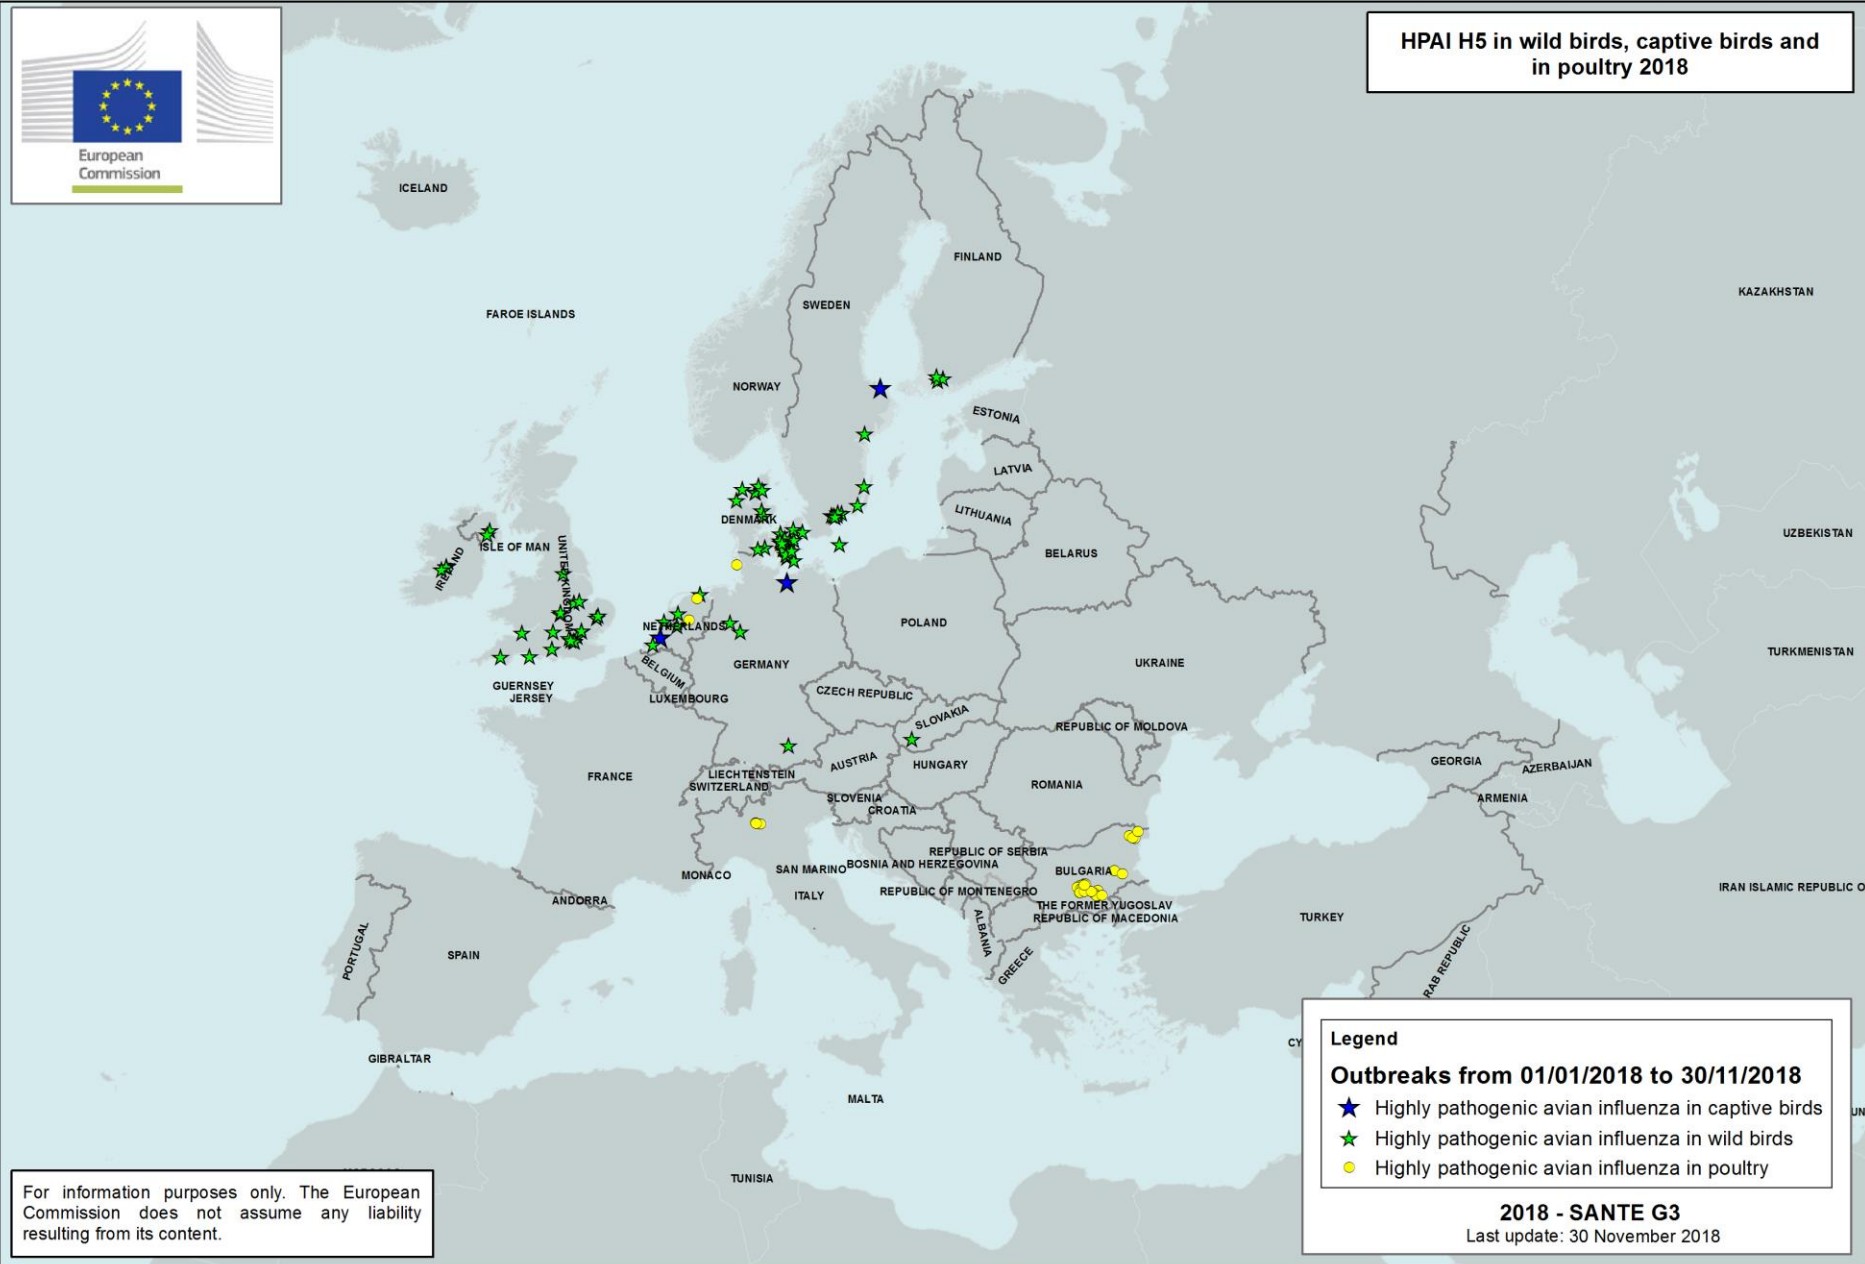 European
Commission
HPAI H5 in wild birds, captive birds and
in poultry 2018
ICELAND
FINLAND
KAZAKHSTAN
SWEDEN
FAROE ISLANDS
NORWAY
ESTONIA
LATVIA
LITHUANIA
DENMARK
UZBEKISTAN
ISLE OF MAN
UNITED KINGDOM
IRELAND
BELARUS
NETHERLANDS
POLAND
TURKMENISTAN
GERMANY
UKRAINE
BELGIUM
GUERNSEY
JERSEY
LUXEMBOURG
CZECH REPUBLIC
SLOVAKIA
REPUBLIC OF MOLDOVA
AUSTRIA
HUNGARY
GEORGIA
AZERBAIJAN
FRANCE
LIECHTENSTEIN
SWITZERLAND
ROMANIA
SLOVENIA
CROATIA
ARMENIA
REPUBLIC OF SERBIA
BOSNIA AND HERZEGOVINA
SAN MARINO
MONACO
BULGARIA
ITALY
REPUBLIC OF MONTENEGRO
IRAN ISLAMIC REPUBLIC O
ANDORRA
THE FORMER YUGOSLAV
REPUBLIC OF MACEDONIA
TURKEY
ALBANIA
PORTUGAL
SPAIN
GREECE
RAB REPUBLIC
GIBRALTAR
CY
MALTA
TUNISIA
UN
Legend
Outbreaks from 01/01/2018 to 30/11/2018
Highly pathogenic avian influenza in captive birds
Highly pathogenic avian influenza in wild birds
Highly pathogenic avian influenza in poultry
2018 - SANTE G3
Last update: 30 November 2018
For information purposes only. The European
Commission does not assume any liability
resulting from its content.